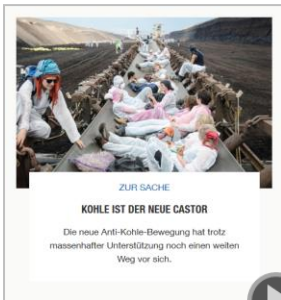 ZUR SACHE
KOHLE IST DER NEUE CASTOR
Die neue Anti-Kohle-Bewegung hat trotz
massenhafter Unterstützung noch einen weiten
Weg vor sich.